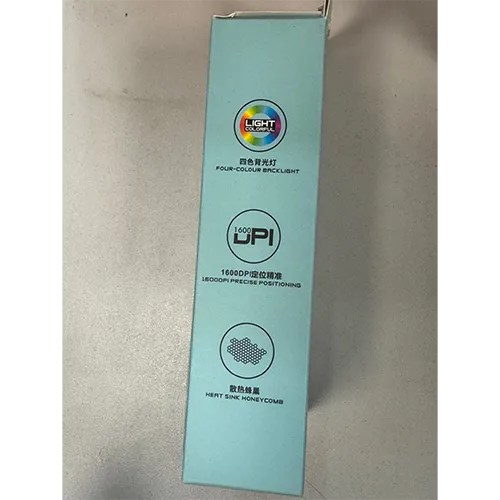 LIGHT
COLORFUL
四色背光灯
FOUR-COLOUR BACKLIGHT
1600
DPI
1600DPI定位精准
1600DPI PRECISE POSITIONING
散热蜂巢
HEAT SINK HONEYCOMB